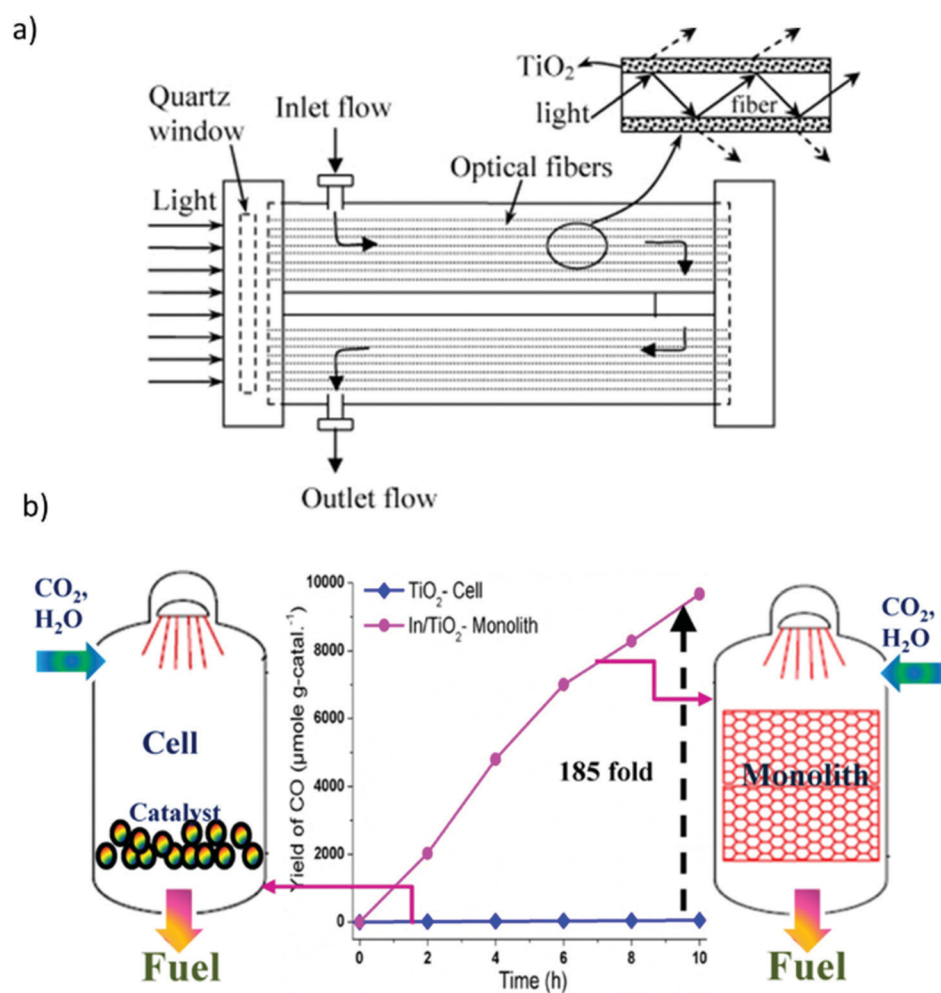 a)
TiO₂
light
fiber
Quartz
window
Inlet flow
Optical fibers
Light
Outlet flow
b)
CO₂,
H₂O
Cell
Catalyst
Fuel
Yield of CO (µmole g-catal.⁻¹)
10000
8000
6000
4000
2000
0
TiO₂- Cell
In/TiO₂- Monolith
185 fold
0 2 4 6 8 10
Time (h)
CO₂,
H₂O
Monolith
Fuel